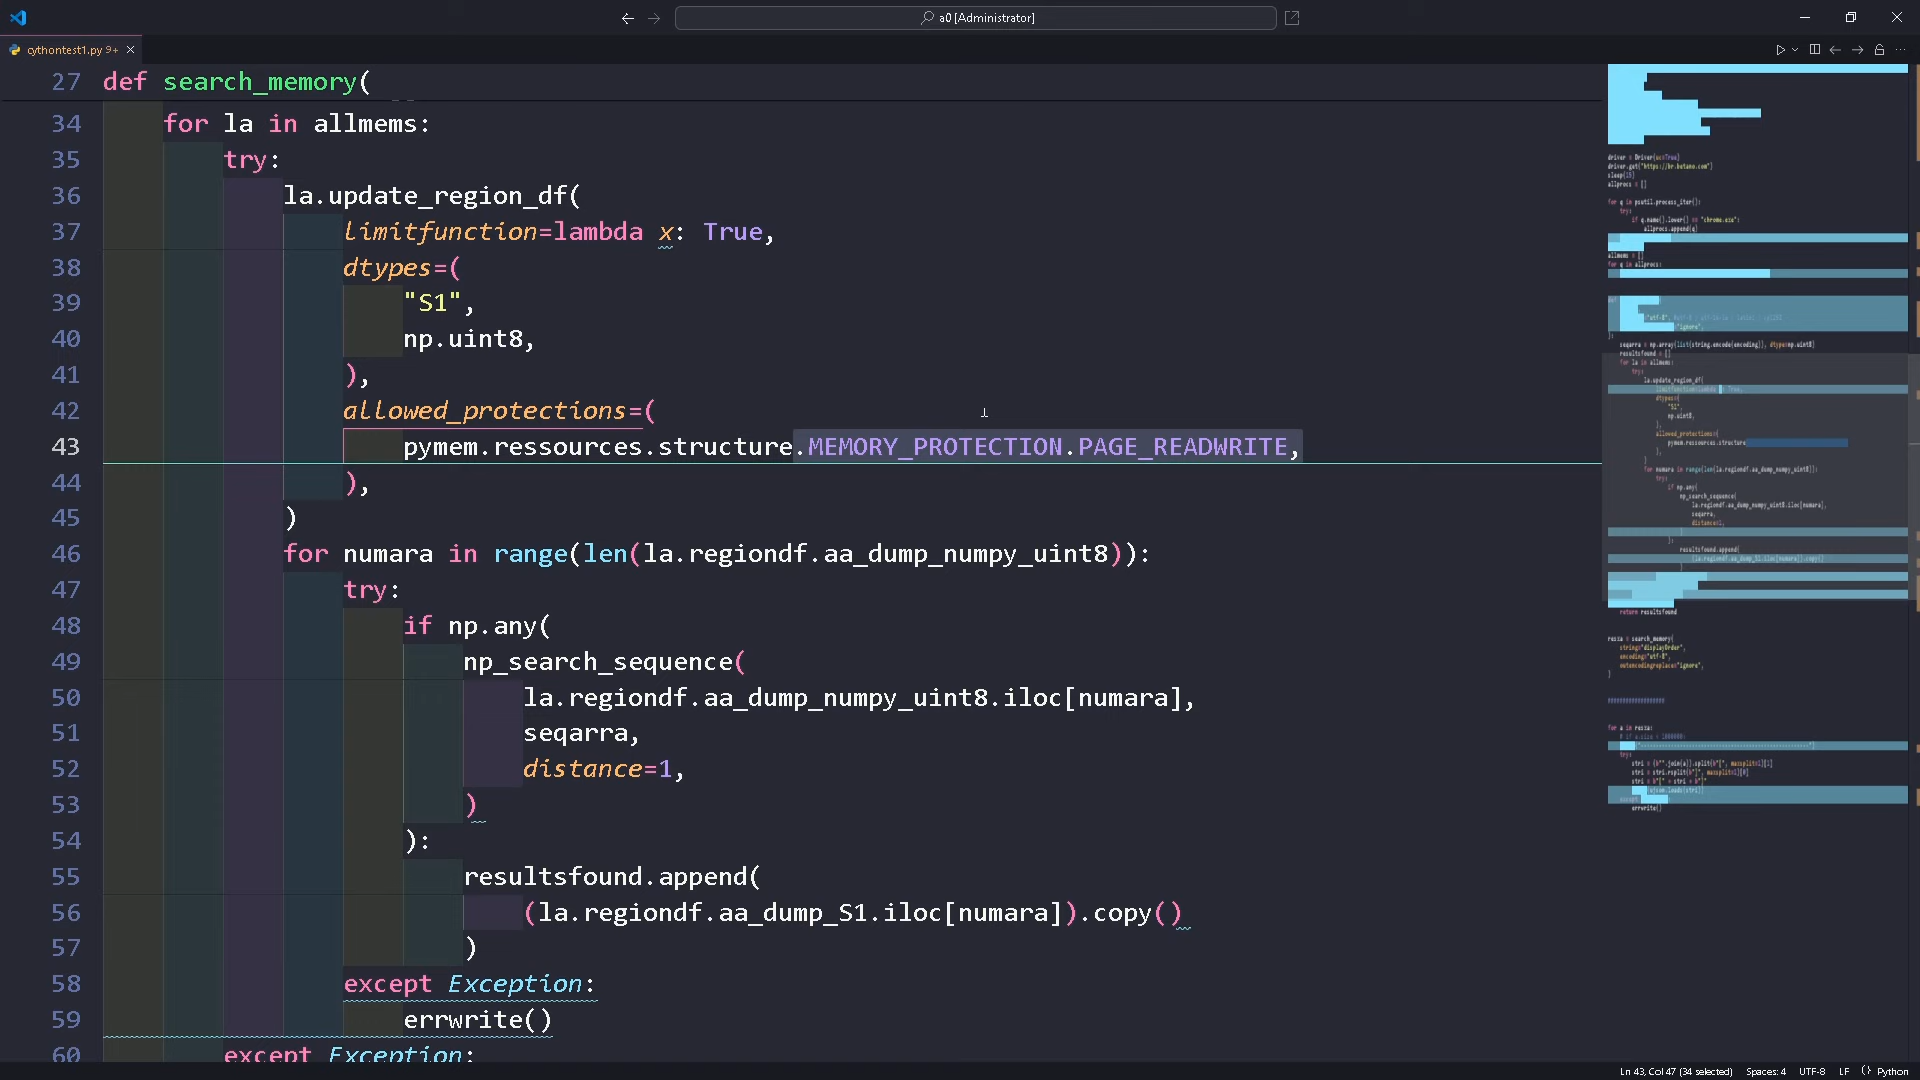 a0 [Administrator]
cythontest1.py 9+
27 def search_memory(
34 for la in allmems:
35 try:
36 la.update_region_df(
37 limitfunction=lambda x: True,
38 dtypes=(
39 "S1",
40 np.uint8,
41 ),
42 allowed_protections=(
43 pymem.ressources.structure.MEMORY_PROTECTION.PAGE_READWRITE,
44 ),
45 )
46 for numara in range(len(la.regiondf.aa_dump_numpy_uint8)):
47 try:
48 if np.any(
49 np_search_sequence(
50 la.regiondf.aa_dump_numpy_uint8.iloc[numara],
51 seqarra,
52 distance=1,
53 )
54 ):
55 resultsfound.append(
56 (la.regiondf.aa_dump_S1.iloc[numara]).copy()
57 )
58 except Exception:
59 errwrite()
60 except Exception:
Ln 43, Col 47 (34 selected) Spaces: 4 UTF-8 LF Python